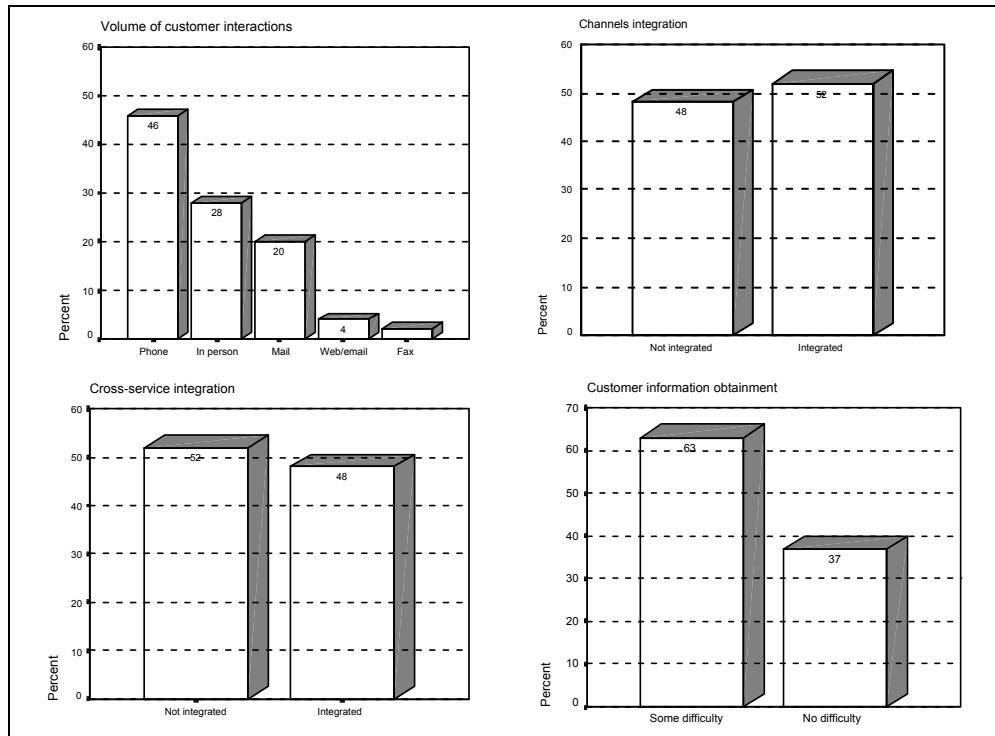 Volume of customer interactions
60
50
40
30
20
10
0
Percent
46
28
20
4
Phone
In person
Mail
Web/email
Fax
Channels integration
60
50
40
30
20
10
0
Percent
48
52
Not integrated
Integrated
Cross-service integration
60
50
40
30
20
10
0
Percent
52
48
Not integrated
Integrated
Customer information obtainment
70
60
50
40
30
20
10
0
Percent
63
37
Some difficulty
No difficulty